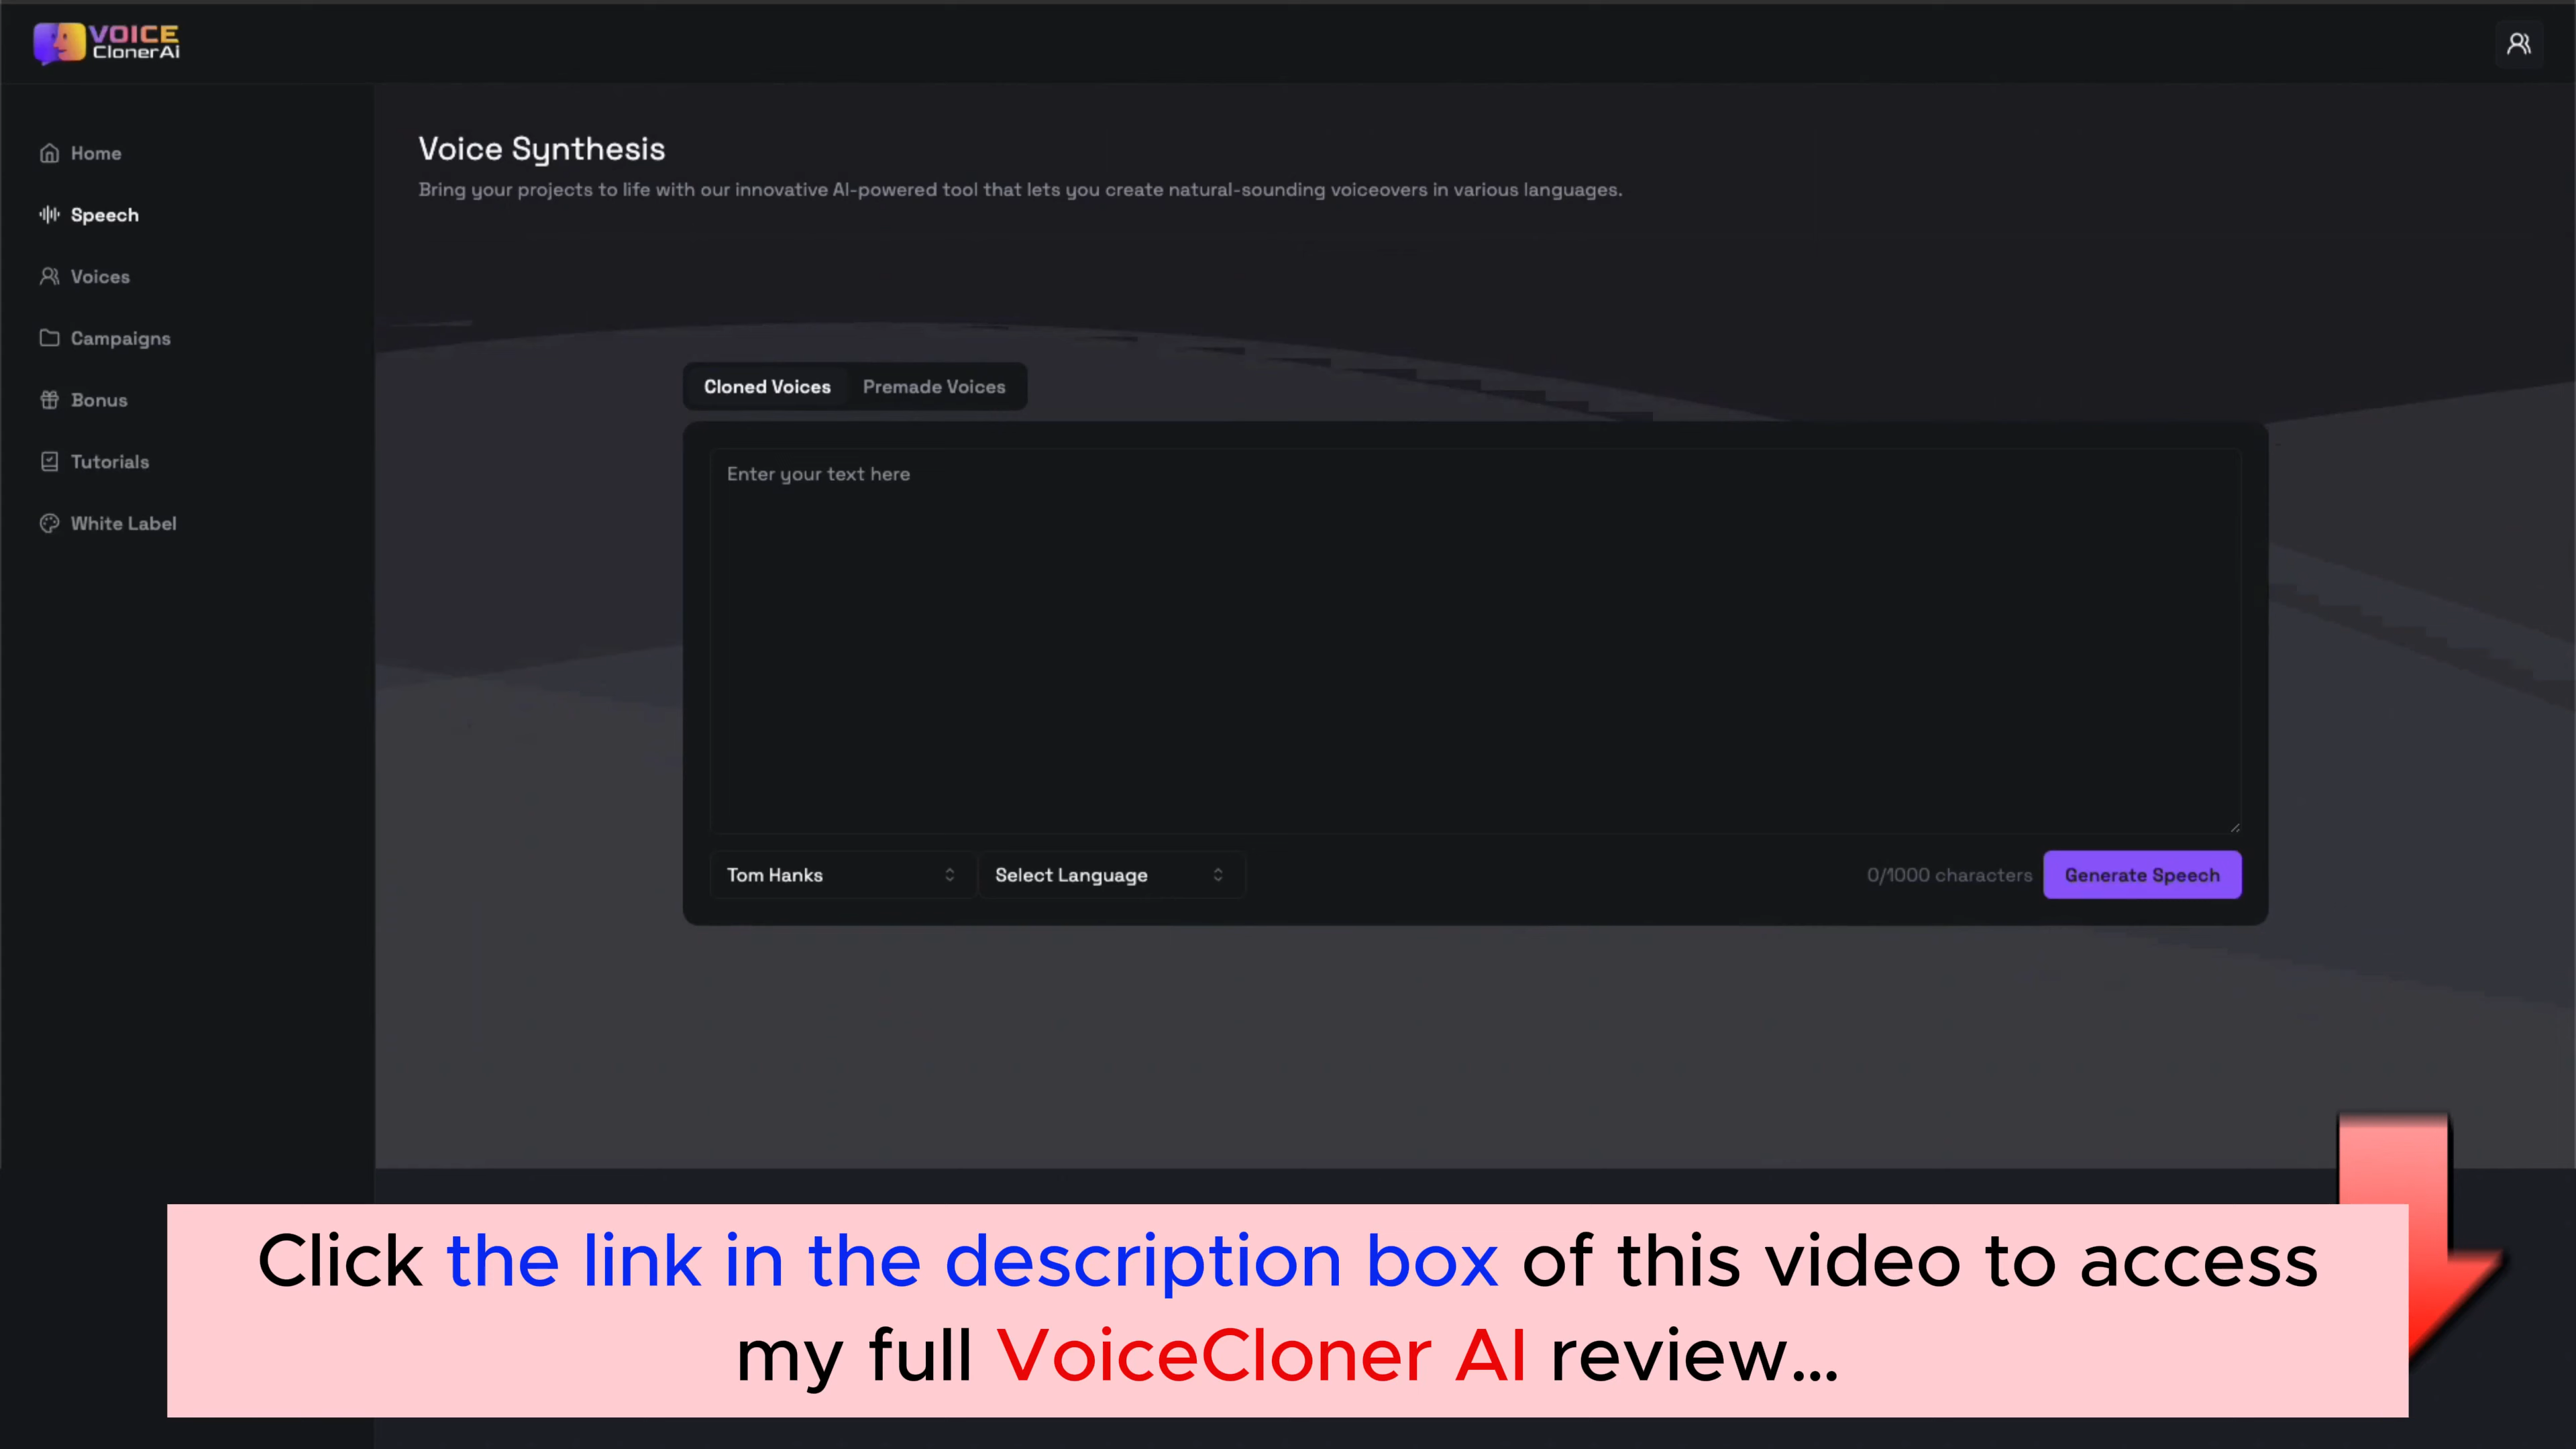 VOICE
ClonerAi
Home
Speech
Voices
Campaigns
Bonus
Tutorials
White Label
Voice Synthesis
Bring your projects to life with our innovative AI-powered tool that lets you create natural-sounding voiceovers in various languages.
Cloned Voices Premade Voices
Enter your text here
Tom Hanks Select Language 0/1000 characters Generate Speech
Click the link in the description box of this video to access
my full VoiceCloner AI review...